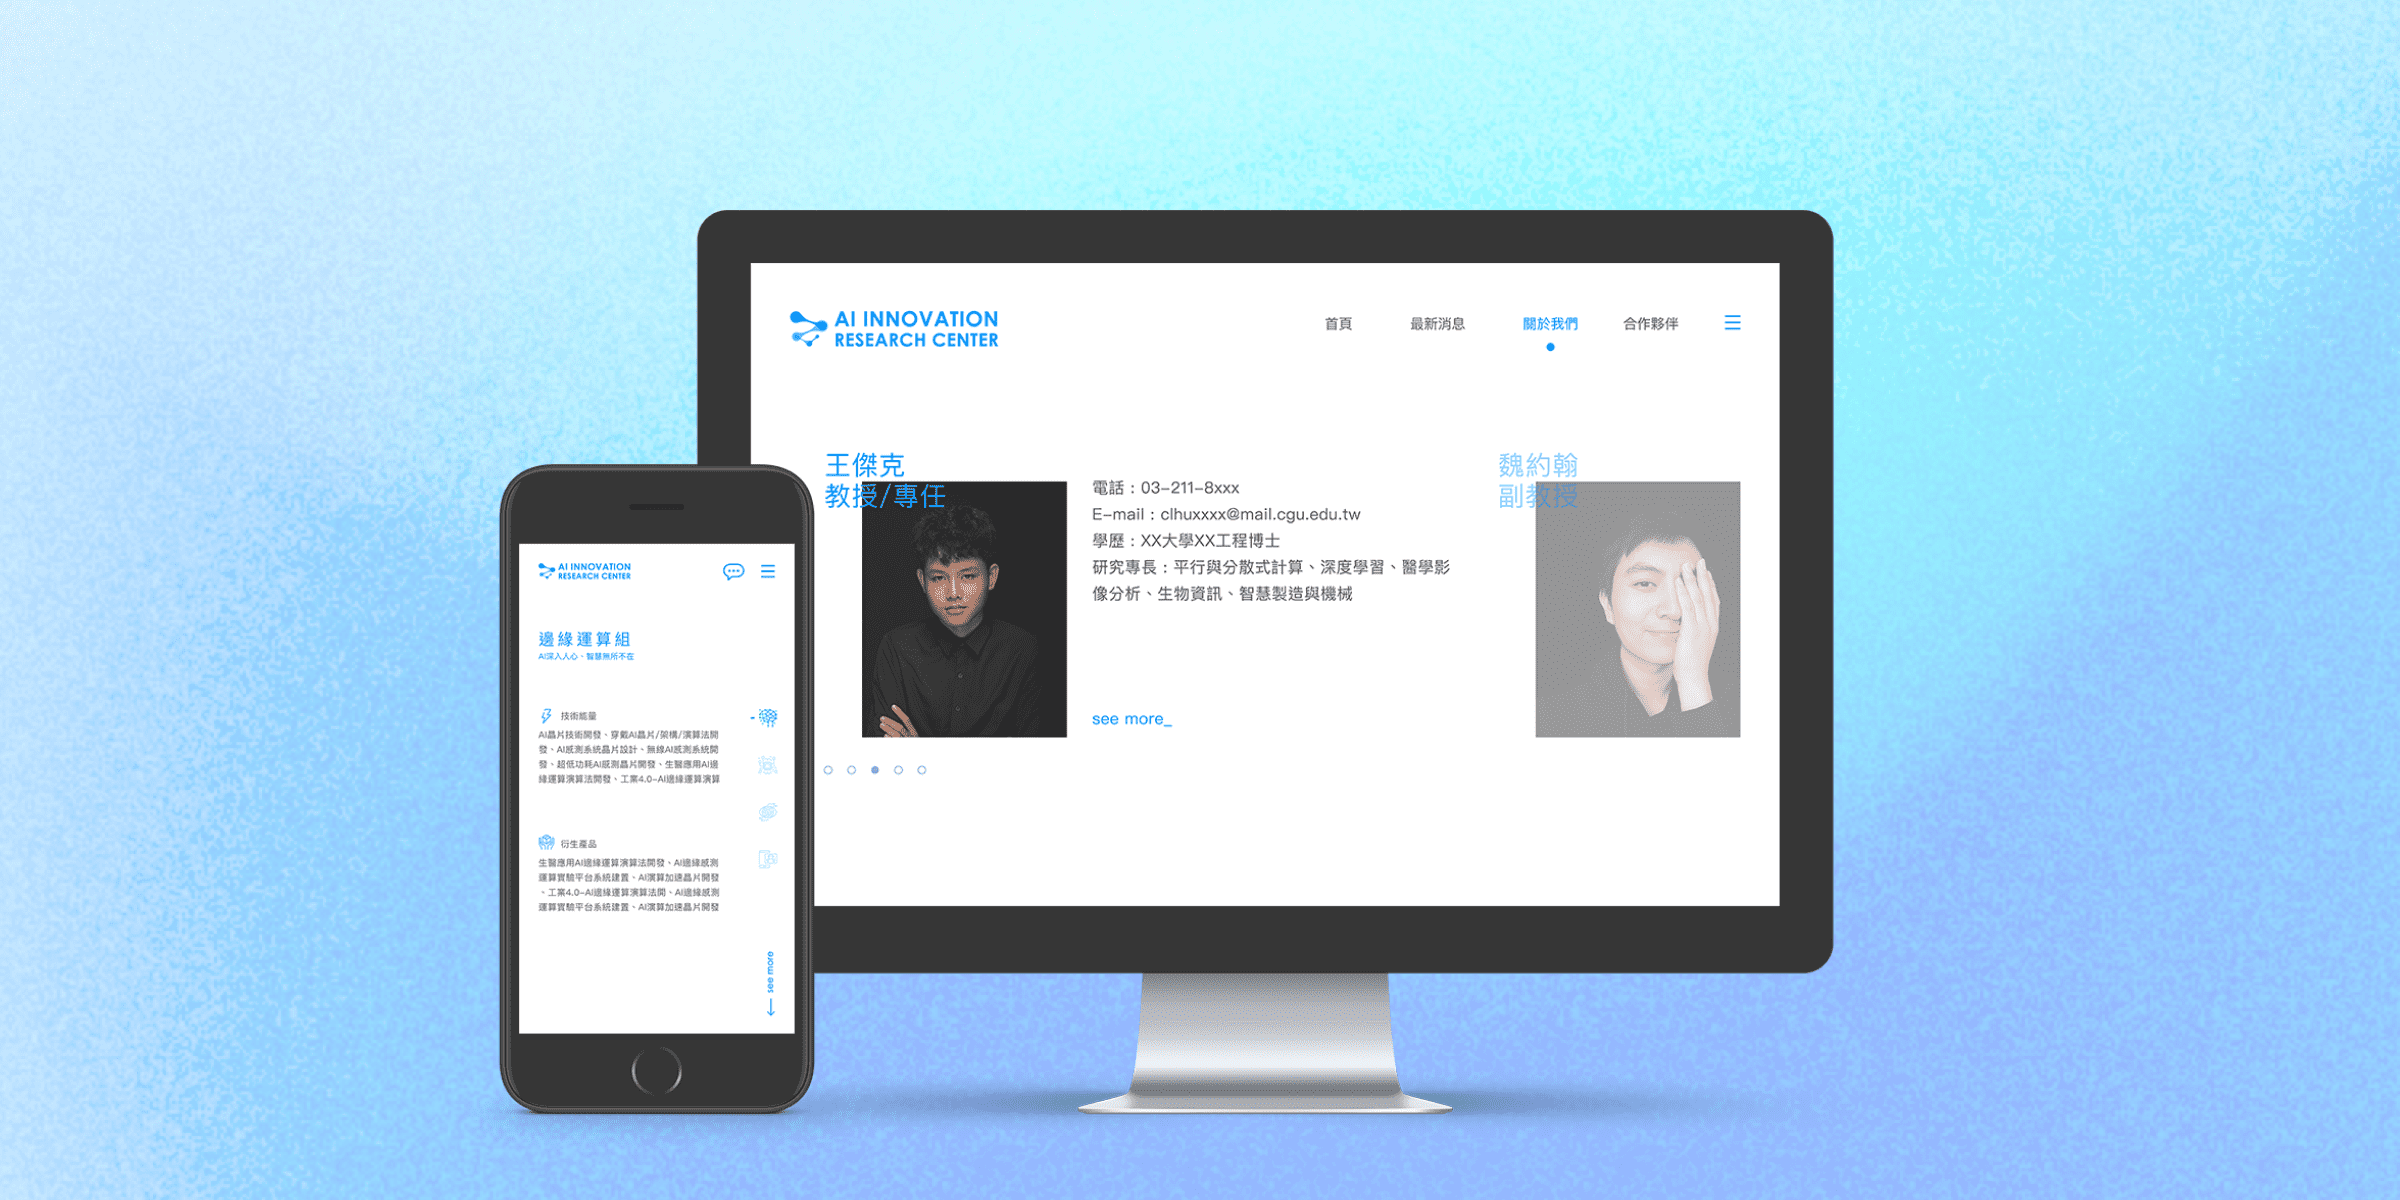 AI INNOVATION
RESEARCH CENTER
首頁
最新消息
關於我們
合作夥伴
王傑克
教授/專任
電話：03-211-8xxx
E-mail：clhuxxxx@mail.cgu.edu.tw
學歷：XX大學XX工程博士
研究專長：平行與分散式計算、深度學習、醫學影
像分析、生物資訊、智慧製造與機械
see more_
魏約翰
副教授
AI INNOVATION
RESEARCH CENTER
邊緣運算組
AI深入人心、智慧無所不在
技術能量
AI晶片技術開發、穿戴AI晶片/架構/演算法開
發、AI感測系統晶片設計、無線AI感測系統開
發、超低功耗AI感測晶片開發、生醫應用AI邊
緣運算演算法開發、工業4.0-AI邊緣運算演算
衍生產品
生醫應用AI邊緣運算演算法開發、AI邊緣感測
運算實驗平台系統建置、AI演算加速晶片開發
、工業4.0-AI邊緣運算演算法開、AI邊緣感測
運算實驗平台系統建置、AI演算加速晶片開發
see more